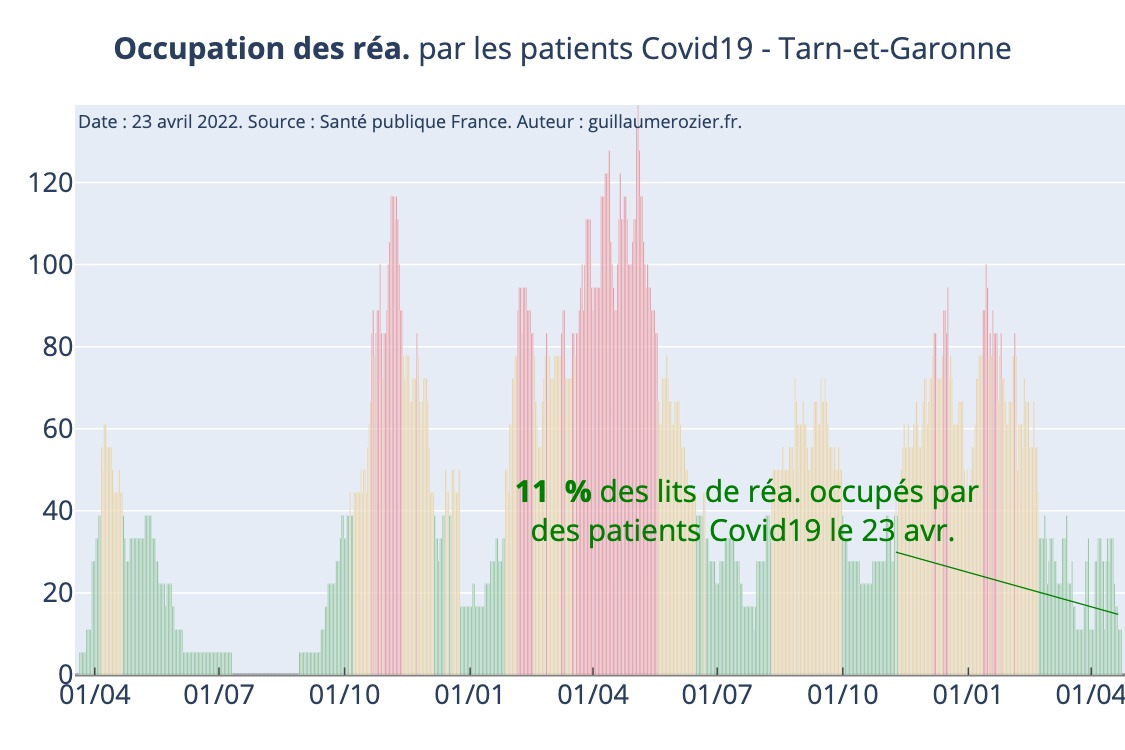 Occupation des réa. par les patients Covid19 - Tarn-et-Garonne
Date : 23 avril 2022. Source : Santé publique France. Auteur : guillaumerozier.fr.
120
100
80
60
40
20
0
11 % des lits de réa. occupés par
des patients Covid19 le 23 avr.
01/04 01/07 01/10 01/01 01/04 01/07 01/10 01/01 01/04